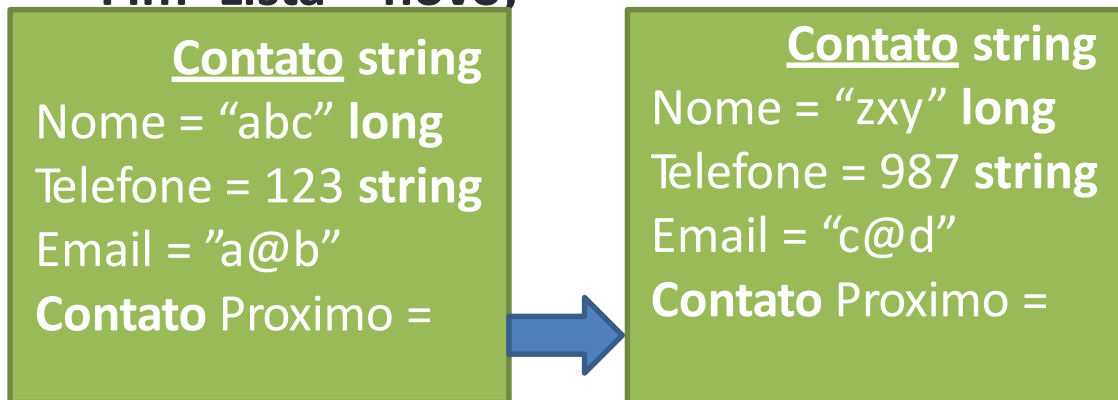 Contato string
Nome = “abc” long
Telefone = 123 string
Email = ”a@b”
Contato Proximo =
Contato string
Nome = “zxy” long
Telefone = 987 string
Email = “c@d”
Contato Proximo =